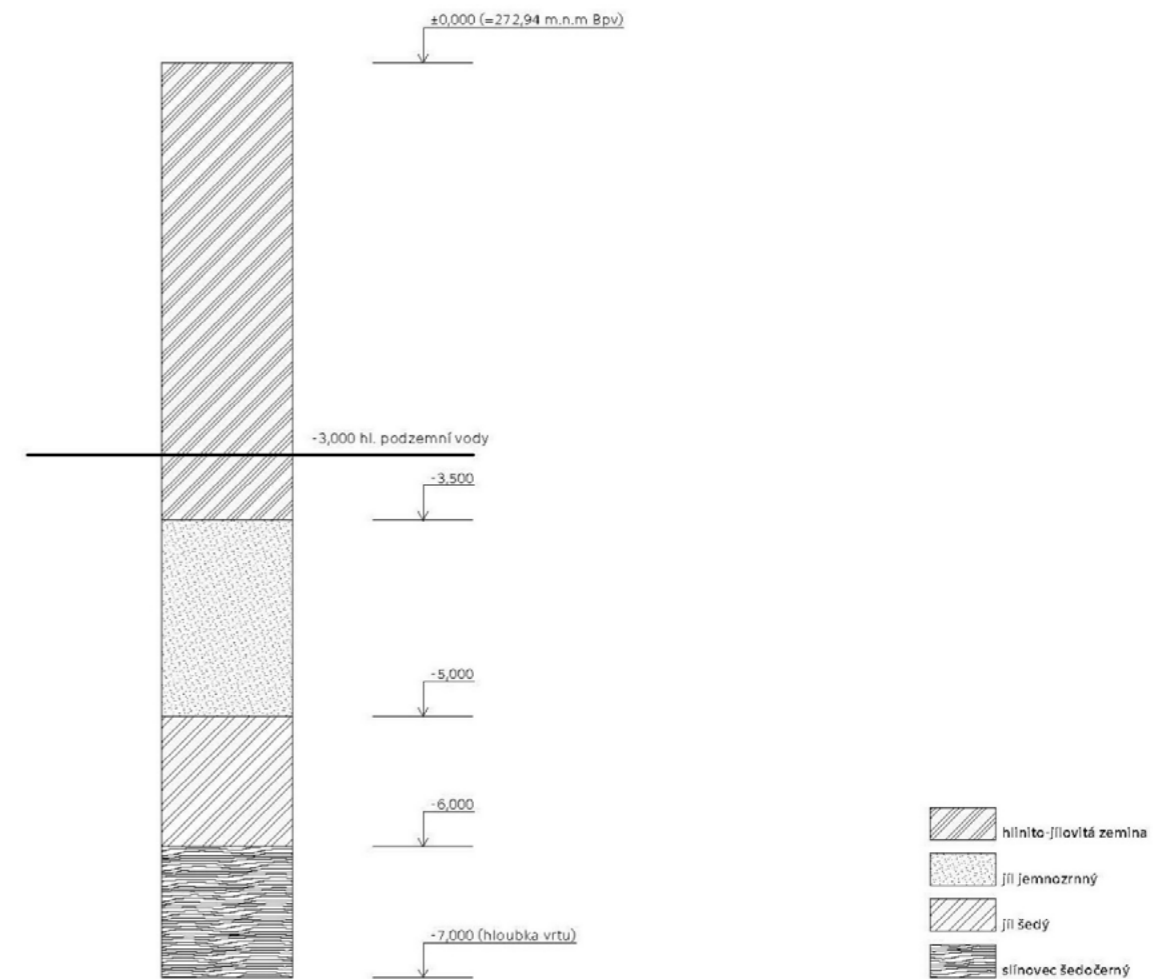 ±0,000 (=272,94 m.n.m Bpv)
-3,000 hl. podzemní vody
-3,500
-5,000
-6,000
-7,000 (hloubka vrtu)
hlinito-jílovitá zemina
jíl jemnozrnný
jíl šedý
slínovec šedočerný